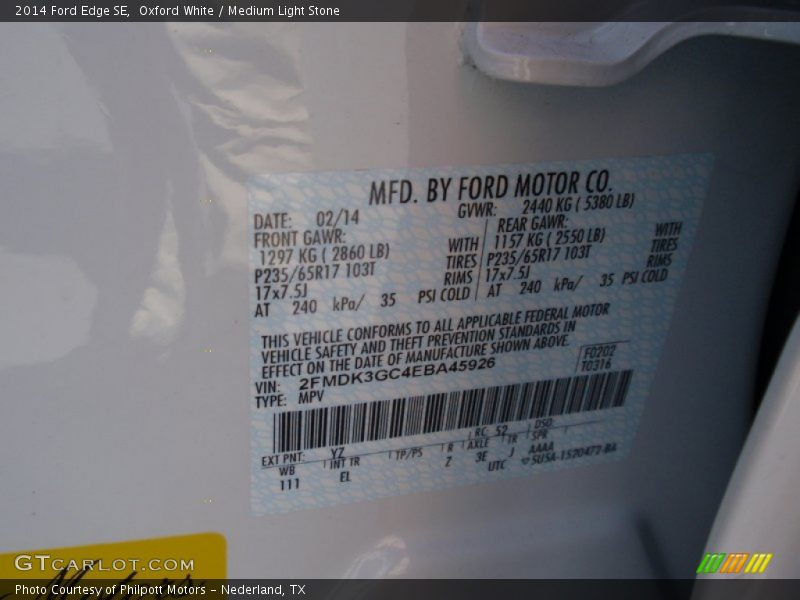 2014 Ford Edge SE,  Oxford White / Medium Light Stone
MFD. BY FORD MOTOR CO.
DATE: 02/14 GVWR: 2440 KG ( 5380 LB)
FRONT GAWR: REAR GAWR:
1297 KG ( 2860 LB) WITH 1157 KG ( 2550 LB) WITH
P235/65R17 103T TIRES P235/65R17 103T TIRES
17x7.5J RIMS 17x7.5J RIMS
AT 240 kPa/ 35 PSI COLD AT 240 kPa/ 35 PSI COLD
THIS VEHICLE CONFORMS TO ALL APPLICABLE FEDERAL MOTOR
VEHICLE SAFETY AND THEFT PREVENTION STANDARDS IN
EFFECT ON THE DATE OF MANUFACTURE SHOWN ABOVE.
VIN: 2FMDK3GC4EBA45926 F0202
TYPE: MPV T0316
EXT PNT: YZ RC 52 DSO
WB INT TR TP/PS R AXLE TR SPR
111 EL Z 3E J AAAA
UTC 5U5A-1520472-BA
GTCARLOT.COM
Photo Courtesy of Philpott Motors - Nederland, TX